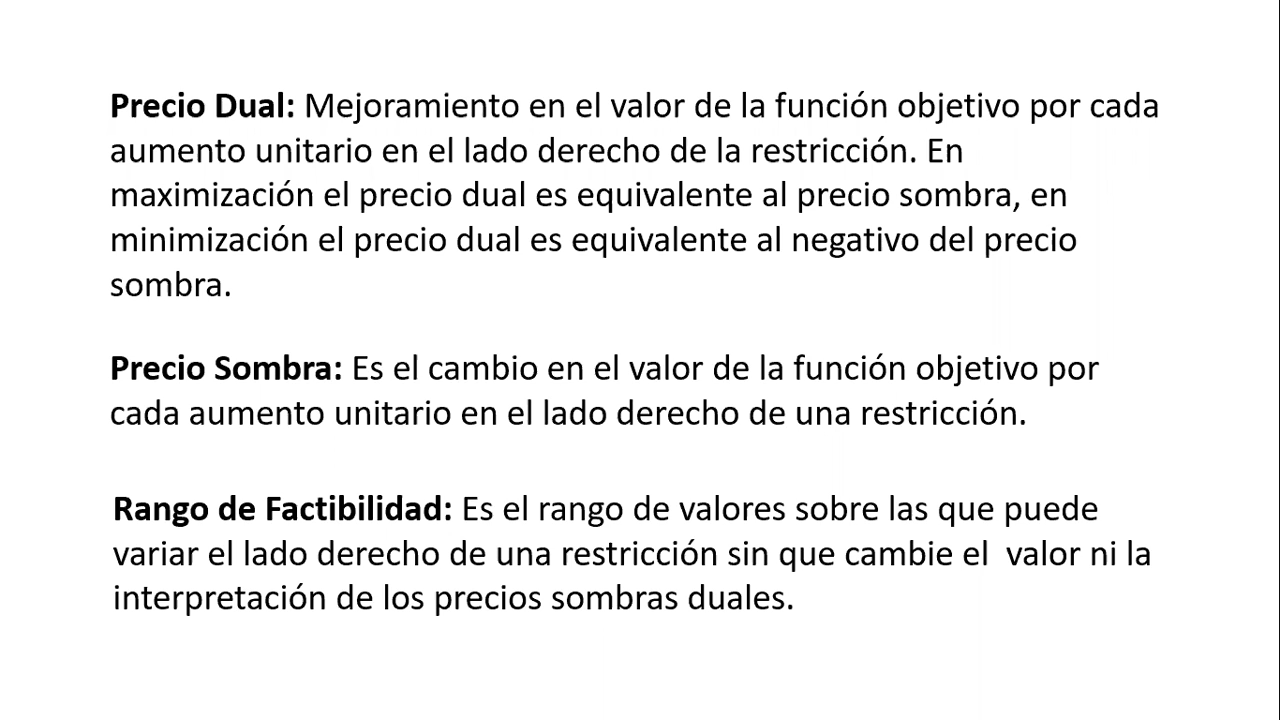 Precio Dual: Mejoramiento en el valor de la función objetivo por cada
aumento unitario en el lado derecho de la restricción. En
maximización el precio dual es equivalente al precio sombra, en
minimización el precio dual es equivalente al negativo del precio
sombra.
Precio Sombra: Es el cambio en el valor de la función objetivo por
cada aumento unitario en el lado derecho de una restricción.
Rango de Factibilidad: Es el rango de valores sobre las que puede
variar el lado derecho de una restricción sin que cambie el  valor ni la
interpretación de los precios sombras duales.